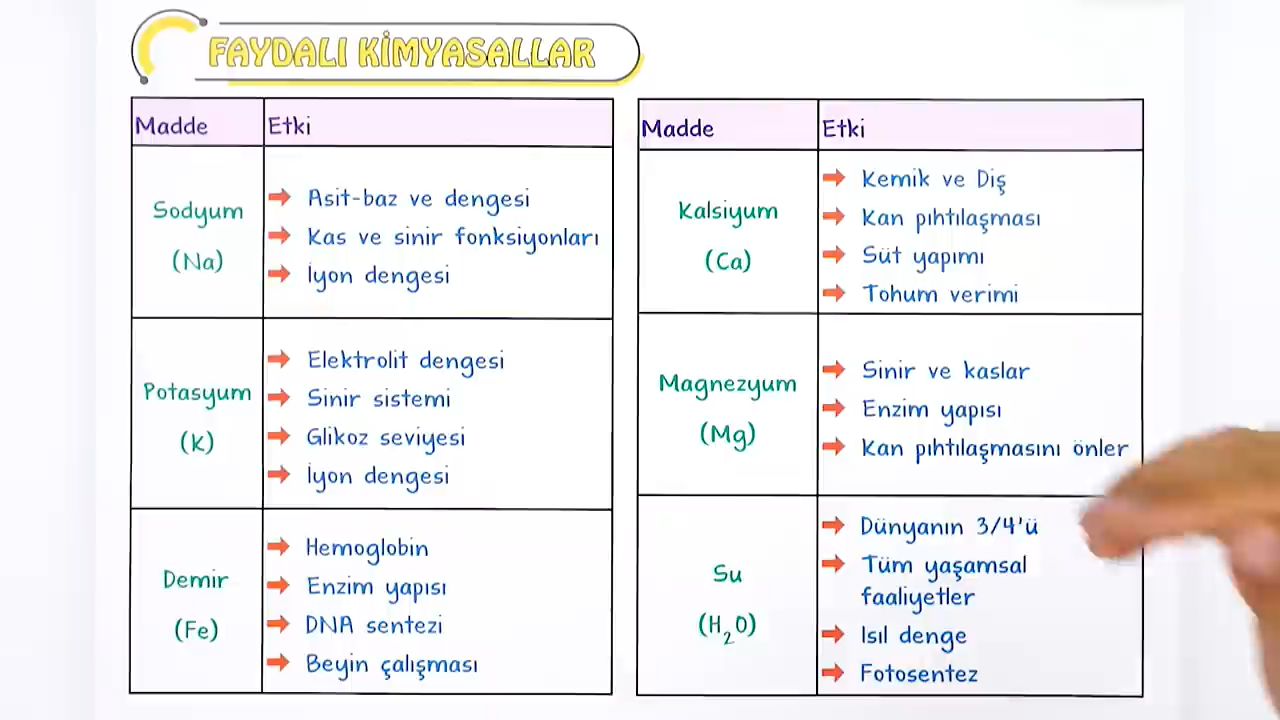 FAYDALI KİMYASALLAR
Madde
Etki
Sodyum
(Na)
Asit-baz ve dengesi
Kas ve sinir fonksiyonları
İyon dengesi
Potasyum
(K)
Elektrolit dengesi
Sinir sistemi
Glikoz seviyesi
İyon dengesi
Demir
(Fe)
Hemoglobin
Enzim yapısı
DNA sentezi
Beyin çalışması
Madde
Etki
Kalsiyum
(Ca)
Kemik ve Diş
Kan pıhtılaşması
Süt yapımı
Tohum verimi
Magnezyum
(Mg)
Sinir ve kaslar
Enzim yapısı
Kan pıhtılaşmasını önler
Su
(H₂O)
Dünyanın 3/4'ü
Tüm yaşamsal
faaliyetler
Isıl denge
Fotosentez